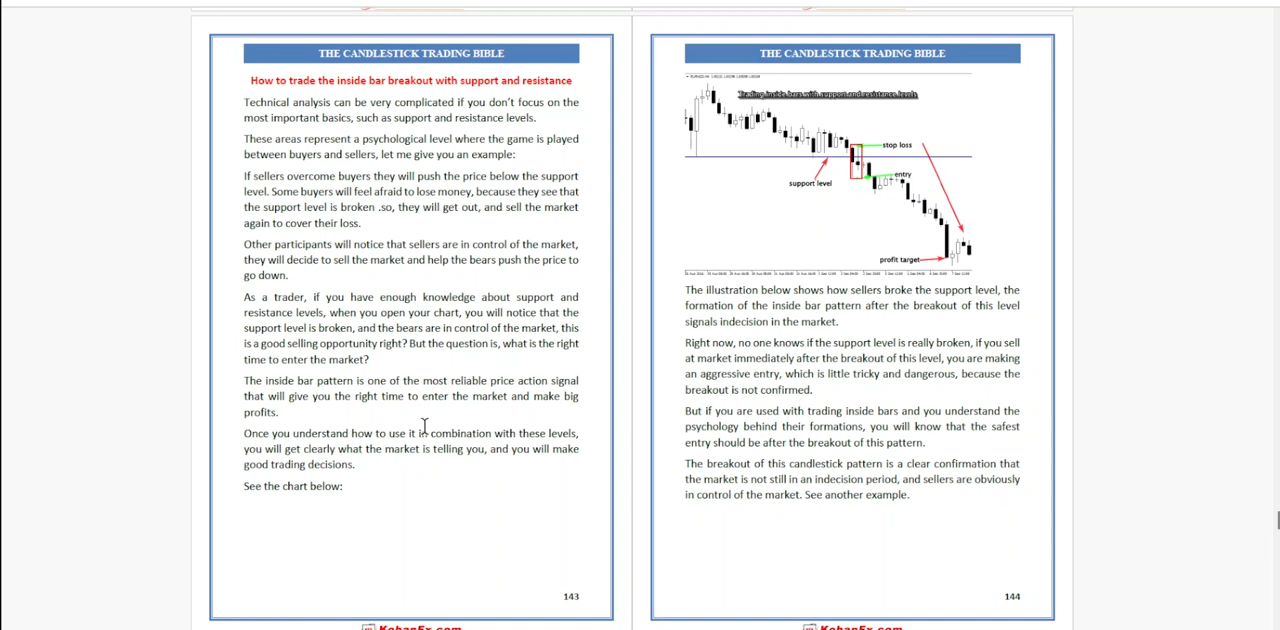 THE CANDLESTICK TRADING BIBLE
How to trade the inside bar breakout with support and resistance
Technical analysis can be very complicated if you don't focus on the
most important basics, such as support and resistance levels.
These areas represent a psychological level where the game is played
between buyers and sellers, let me give you an example:
If sellers overcome buyers they will push the price below the support
level. Some buyers will feel afraid to lose money, because they see that
the support level is broken .so, they will get out, and sell the market
again to cover their loss.
Other participants will notice that sellers are in control of the market,
they will decide to sell the market and help the bears push the price to
go down.
As a trader, if you have enough knowledge about support and
resistance levels, when you open your chart, you will notice that the
support level is broken, and the bears are in control of the market, this
is a good selling opportunity right? But the question is, what is the right
time to enter the market?
The inside bar pattern is one of the most reliable price action signal
that will give you the right time to enter the market and make big
profits.
Once you understand how to use it in combination with these levels,
you will get clearly what the market is telling you, and you will make
good trading decisions.
See the chart below:
143
THE CANDLESTICK TRADING BIBLE
Trading inside bars with support and resistance levels
stop loss
support level
entry
profit target
The illustration below shows how sellers broke the support level, the
formation of the inside bar pattern after the breakout of this level
signals indecision in the market.
Right now, no one knows if the support level is really broken, if you sell
at market immediately after the breakout of this level, you are making
an aggressive entry, which is little tricky and dangerous, because the
breakout is not confirmed.
But if you are used with trading inside bars and you understand the
psychology behind their formations, you will know that the safest
entry should be after the breakout of this pattern.
The breakout of this candlestick pattern is a clear confirmation that
the market is not still in an indecision period, and sellers are obviously
in control of the market. See another example.
144